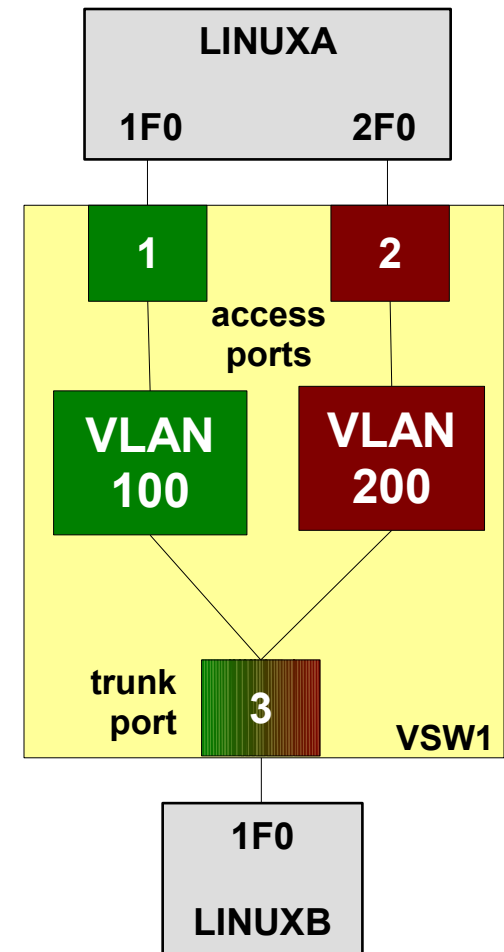 LINUXA
1F0 2F0
1 2
access
ports
VLAN
100
VLAN
200
trunk
port
3
VSW1
1F0
LINUXB